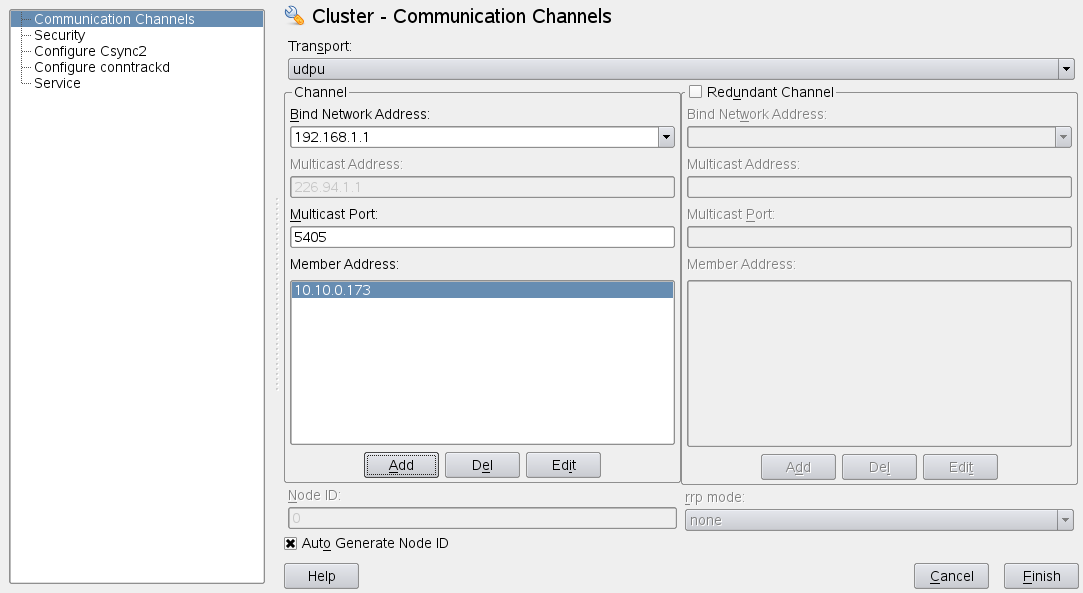 Communication Channels
Security
Configure Csync2
Configure conntrackd
Service
Cluster - Communication Channels
Transport:
udpu
Channel
Bind Network Address:
192.168.1.1
Multicast Address:
226.94.1.1
Multicast Port:
5405
Member Address:
10.10.0.173
Add Del Edit
Redundant Channel
Bind Network Address:
Multicast Address:
Multicast Port:
Member Address:
Add Del Edit
Node ID:
0
rrp mode:
none
Auto Generate Node ID
Help Cancel Finish